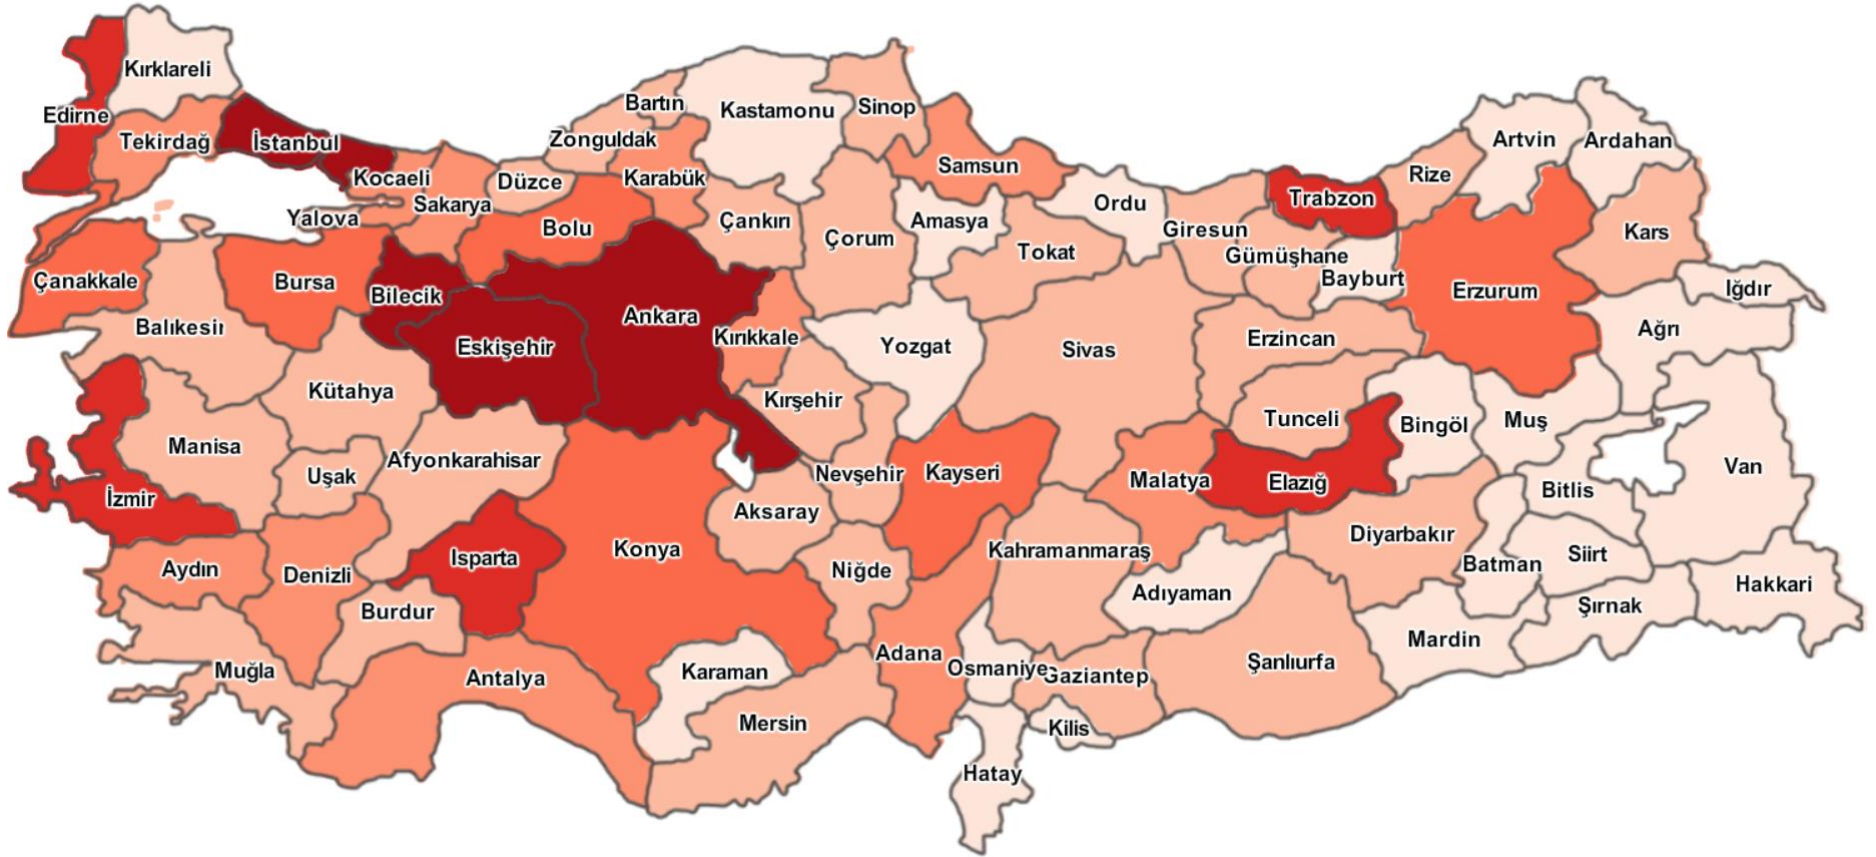 Kırklareli
Edirne
Tekirdağ
İstanbul
Kocaeli
Yalova
Sakarya
Düzce
Zonguldak
Bartın
Karabük
Kastamonu
Sinop
Bolu
Çankırı
Çorum
Samsun
Amasya
Ordu
Tokat
Giresun
Gümüşhane
Trabzon
Bayburt
Rize
Artvin
Ardahan
Kars
Iğdır
Erzurum
Ağrı
Çanakkale
Balıkesir
Bursa
Bilecik
Eskişehir
Ankara
Kırıkkale
Yozgat
Sivas
Erzincan
Kütahya
Kırşehir
Tunceli
Bingöl
Muş
Manisa
Uşak
Afyonkarahisar
Nevşehir
Kayseri
Malatya
Elazığ
Bitlis
Van
İzmir
Aksaray
Isparta
Konya
Kahramanmaraş
Diyarbakır
Batman
Siirt
Aydın
Denizli
Niğde
Adıyaman
Hakkari
Şırnak
Burdur
Mardin
Muğla
Antalya
Karaman
Adana
Osmaniye
Gaziantep
Şanlıurfa
Mersin
Kilis
Hatay